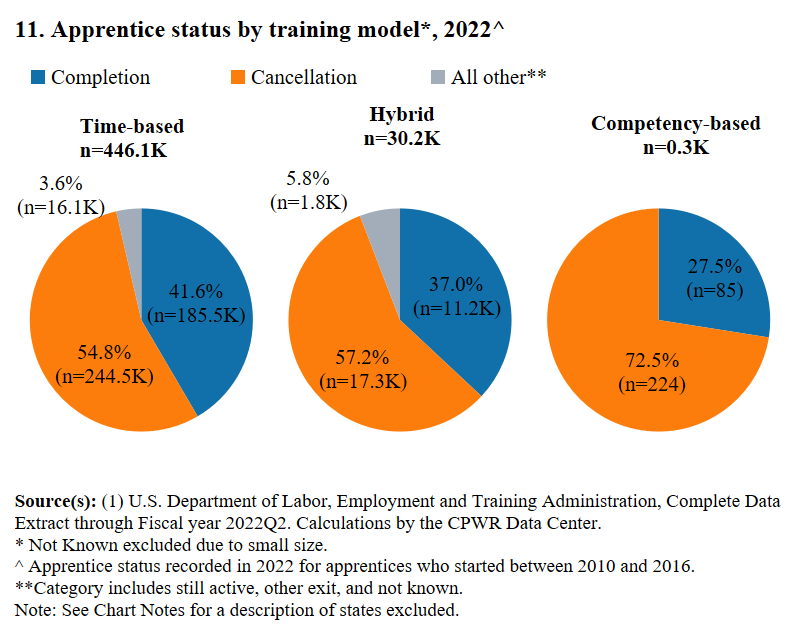 11. Apprentice status by training model*, 2022^
Completion
Cancellation
All other**
Time-based
n=446.1K
Hybrid
n=30.2K
Competency-based
n=0.3K
3.6%
(n=16.1K)
41.6%
(n=185.5K)
54.8%
(n=244.5K)
5.8%
(n=1.8K)
37.0%
(n=11.2K)
57.2%
(n=17.3K)
27.5%
(n=85)
72.5%
(n=224)
Source(s): (1) U.S. Department of Labor, Employment and Training Administration, Complete Data
Extract through Fiscal year 2022Q2. Calculations by the CPWR Data Center.
* Not Known excluded due to small size.
^ Apprentice status recorded in 2022 for apprentices who started between 2010 and 2016.
**Category includes still active, other exit, and not known.
Note: See Chart Notes for a description of states excluded.